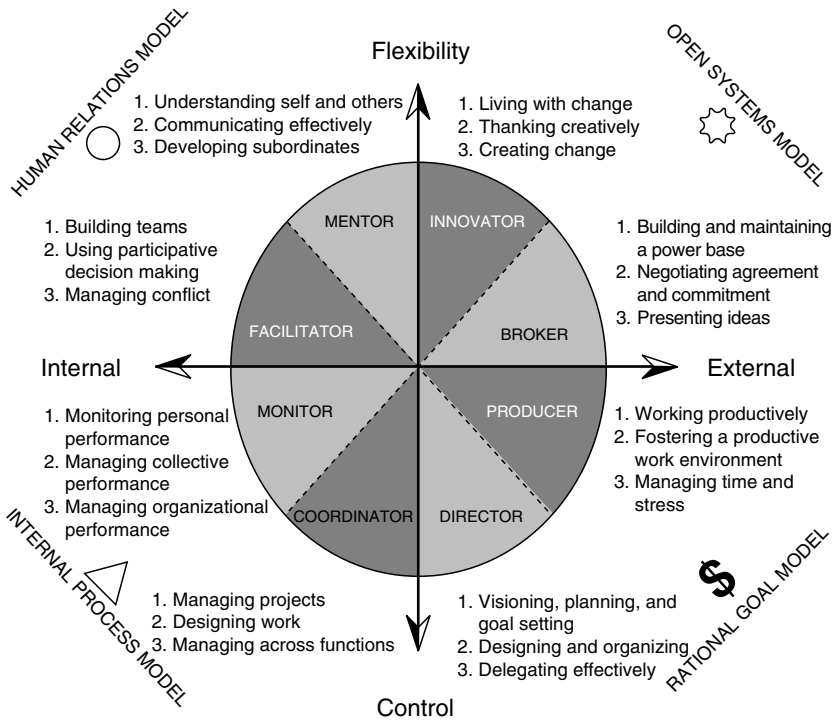 HUMAN RELATIONS MODEL
Flexibility
OPEN SYSTEMS MODEL
1. Understanding self and others
2. Communicating effectively
3. Developing subordinates
1. Living with change
2. Thanking creatively
3. Creating change
1. Building teams
2. Using participative
decision making
3. Managing conflict
MENTOR
INNOVATOR
1. Building and maintaining
a power base
2. Negotiating agreement
and commitment
3. Presenting ideas
FACILITATOR
BROKER
Internal
External
MONITOR
PRODUCER
1. Monitoring personal
performance
2. Managing collective
performance
3. Managing organizational
performance
1. Working productively
2. Fostering a productive
work environment
3. Managing time and
stress
COORDINATOR
DIRECTOR
INTERNAL PROCESS MODEL
$
RATIONAL GOAL MODEL
1. Managing projects
2. Designing work
3. Managing across functions
1. Visioning, planning, and
goal setting
2. Designing and organizing
3. Delegating effectively
Control